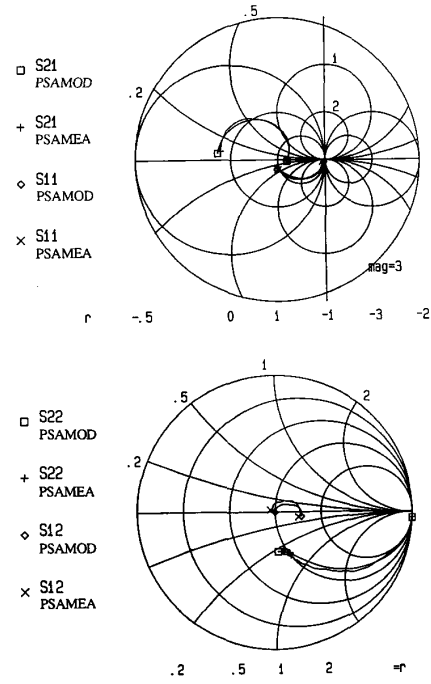 .5
S21
PSAMOD
1
.2
2
S21
PSAMEA
S11
PSAMOD
S11
PSAMEA
mag=3
r -.5 0 1 -1 -3 -2
1
.5 2
S22
PSAMOD
.2
S22
PSAMEA
S12
PSAMOD
S12
PSAMEA
.2 .5 1 2 =r